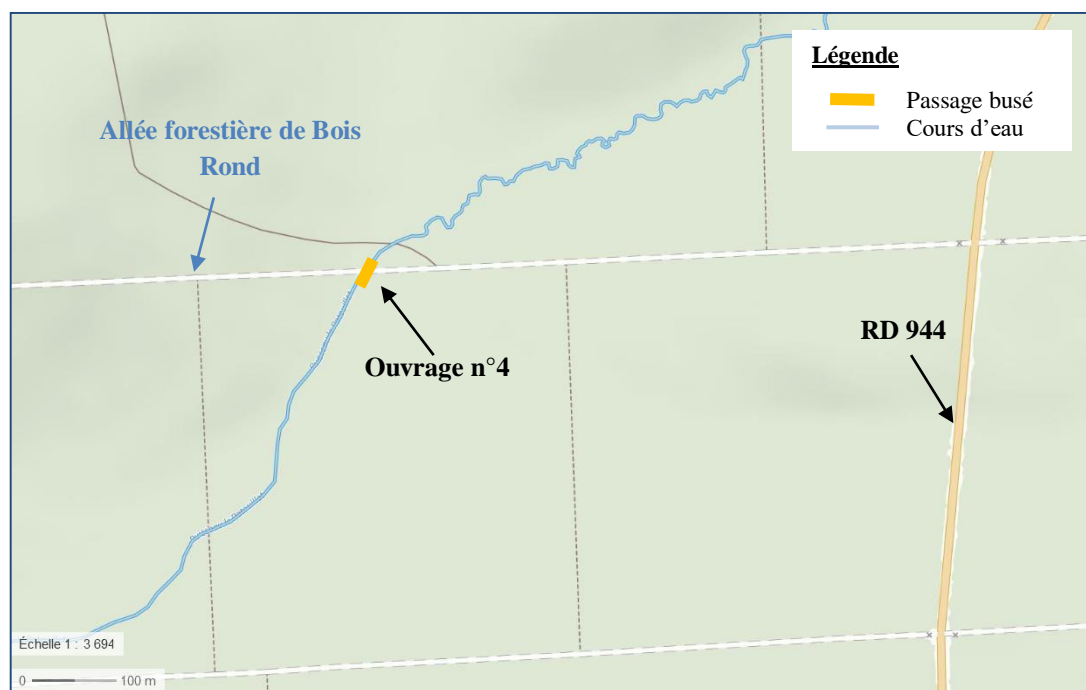 Légende
Passage busé
Cours d'eau
Allée forestière de Bois
Rond
RD 944
Ouvrage n°4
Échelle 1 : 3 694
0 100 m